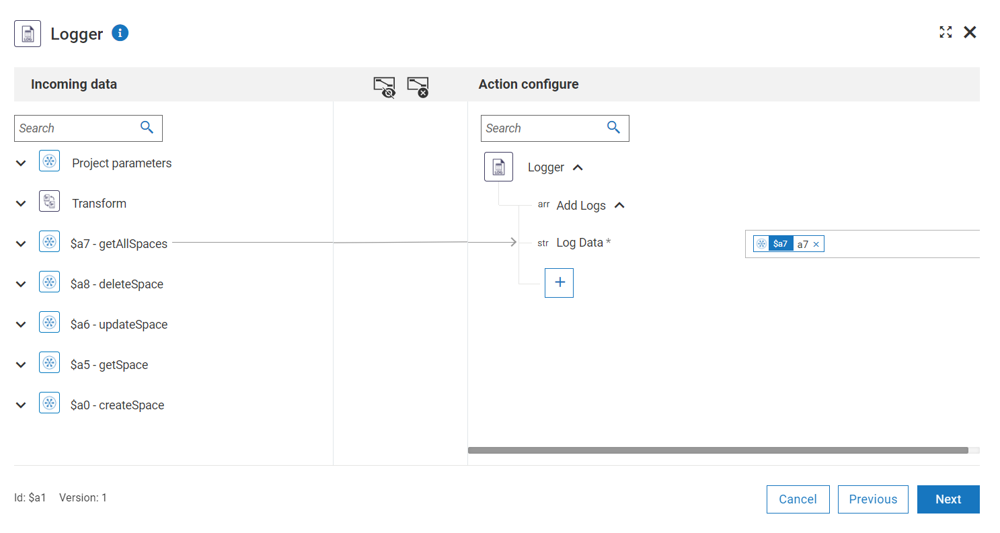 Logger
Incoming data
Action configure
Search
Search
Project parameters
LOG
Logger
Transform
arr Add Logs
$a7 - getAllSpaces
str Log Data *
$a7 a7 ×
$a8 - deleteSpace
+
$a6 - updateSpace
$a5 - getSpace
$a0 - createSpace
Id: $a1 Version: 1
Cancel
Previous
Next